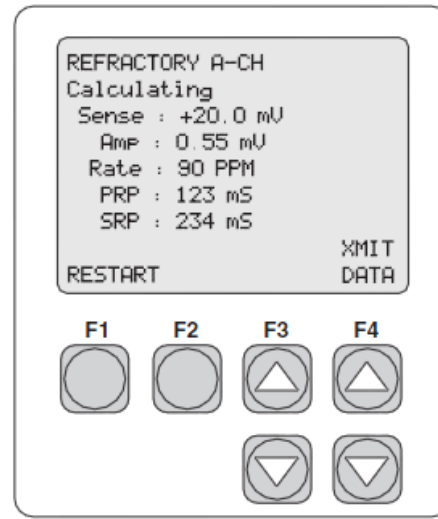 REFRACTORY A-CH
Calculating
Sense : +20.0 mV
Amp : 0.55 mV
Rate : 90 PPM
PRP : 123 mS
SRP : 234 mS
XMIT
RESTART DATA
F1 F2 F3 F4